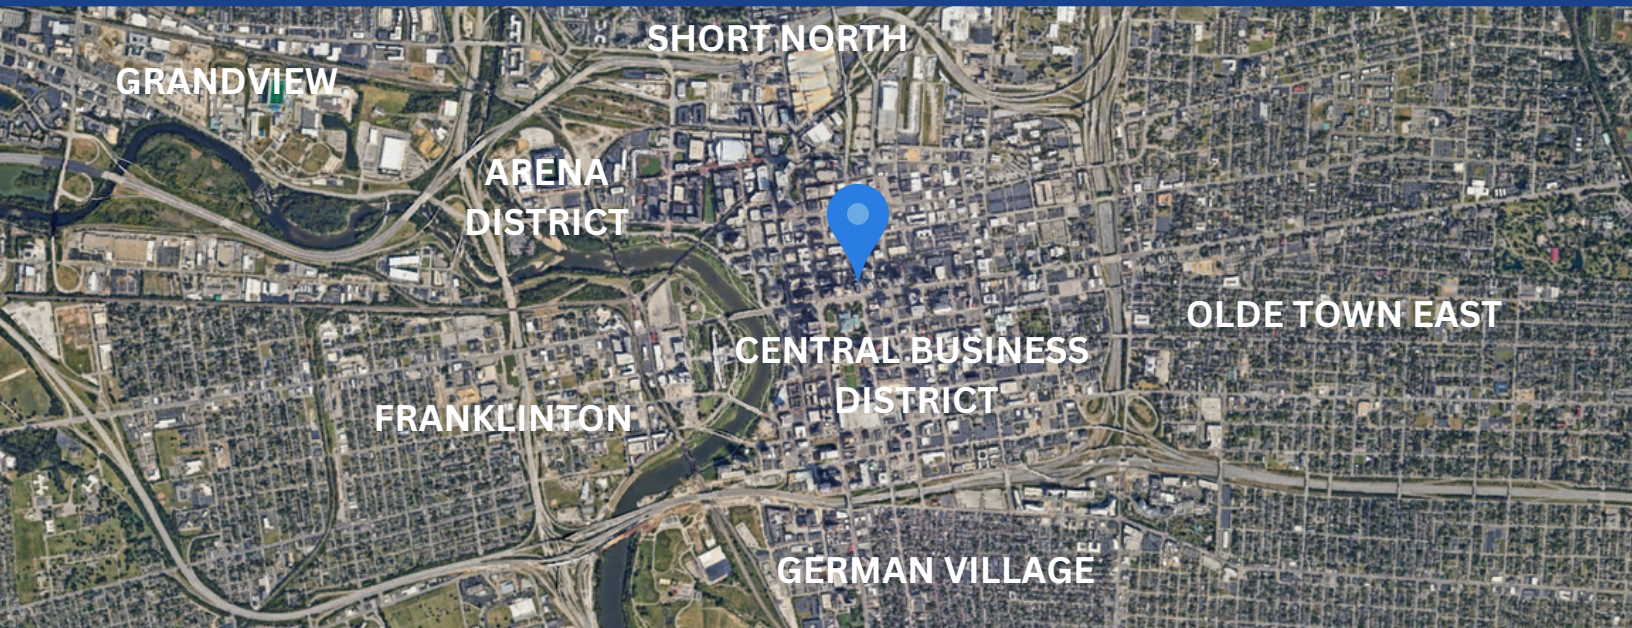 SHORT NORTH
GRANDVIEW
ARENA
DISTRICT
OLDE TOWN EAST
CENTRAL BUSINESS
DISTRICT
FRANKLINTON
GERMAN VILLAGE